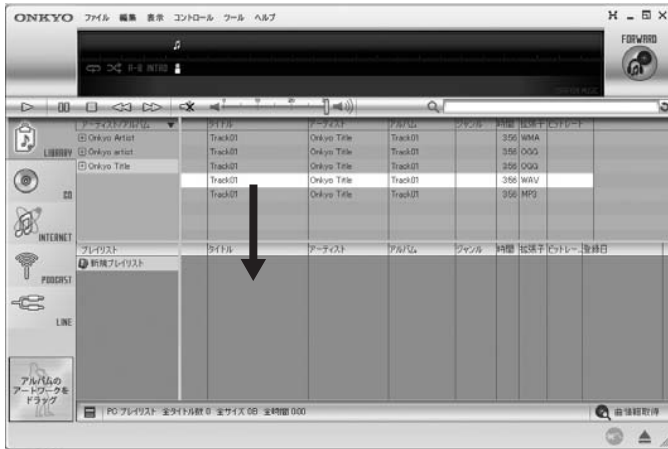 ONKYO ファイル 編集 表示 コントロール ツール ヘルプ
FORWARD
A-B INTRO
アーティスト/アルバム タイトル アーティスト アルバム ジャンル 時間 拡張子 ビットレート
Onkyo Artist Track01 Onkyo Title Track01 3:56 WMA
Onkyo artist Track01 Onkyo Title Track01 3:56 OGG
Onkyo Title Track01 Onkyo Title Track01 3:56 OGG
Track01 Onkyo Title Track01 3:56 WAV
Track01 Onkyo Title Track01 3:56 MP3
LIBRARY
CD
INTERNET
PODCAST
LINE
プレイリスト タイトル アーティスト アルバム ジャンル 時間 拡張子 ビットレー... 登録日
新規プレイリスト
アルバムの
アートワークを
ドラッグ
PC プレイリスト 全タイトル数 0 全サイズ 0B 全時間 0:00
曲情報取得